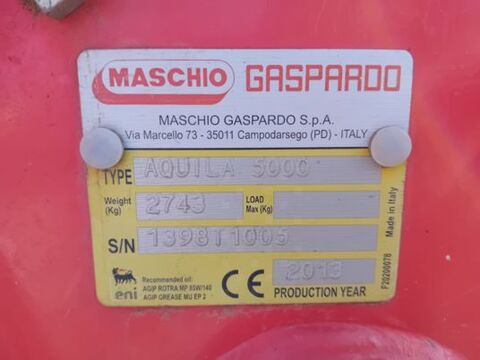 MASCHIO GASPARDO
MASCHIO GASPARDO S.p.A.
Via Marcello 73 - 35011 Campodarsego (PD) - ITALY
TYPE AQUILA 5000
Weight (Kg) 2743 LOAD Max (Kg)
S/N 1398T1005
eni
Recommended oil:
AGIP ROTRA MP 85W/140
AGIP GREASE MU EP 2
CE 2013
PRODUCTION YEAR
Made in Italy
F20200078